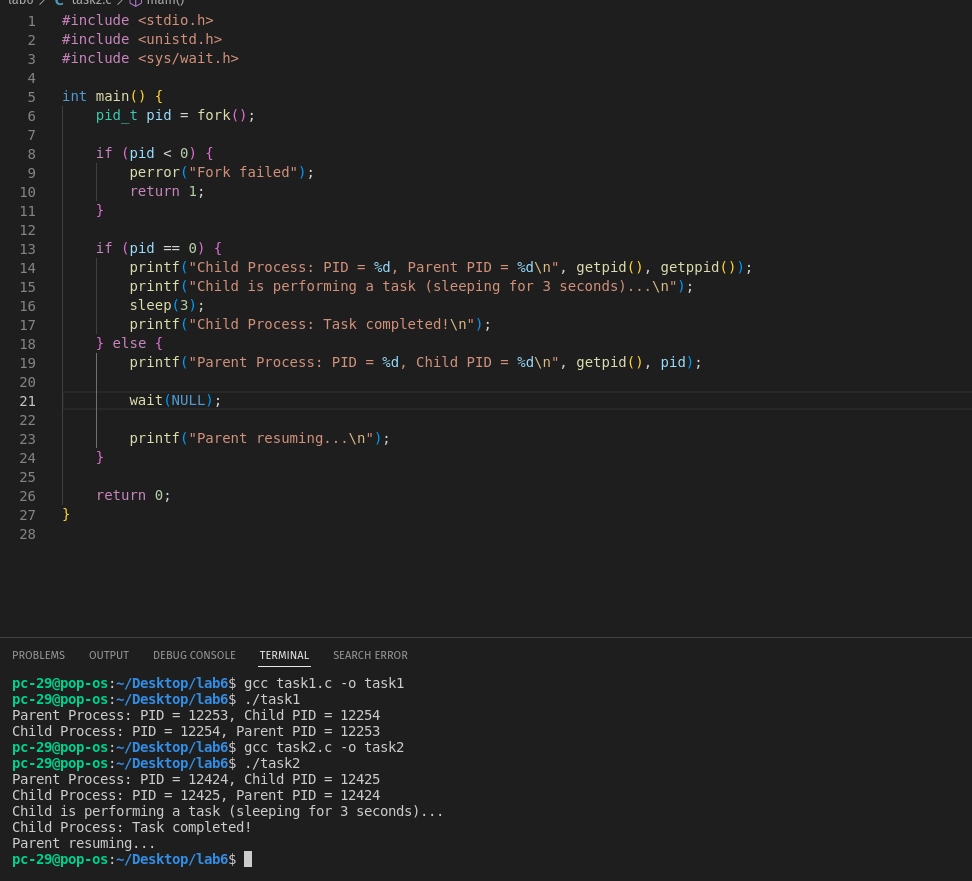 lab6 > C task2.c > main()
1 #include <stdio.h>
2 #include <unistd.h>
3 #include <sys/wait.h>
4
5 int main() {
6     pid_t pid = fork();
7
8     if (pid < 0) {
9         perror("Fork failed");
10         return 1;
11     }
12
13     if (pid == 0) {
14         printf("Child Process: PID = %d, Parent PID = %d\n", getpid(), getppid());
15         printf("Child is performing a task (sleeping for 3 seconds)...\n");
16         sleep(3);
17         printf("Child Process: Task completed!\n");
18     } else {
19         printf("Parent Process: PID = %d, Child PID = %d\n", getpid(), pid);
20
21         wait(NULL);
22
23         printf("Parent resuming...\n");
24     }
25
26     return 0;
27 }
28
PROBLEMS OUTPUT DEBUG CONSOLE TERMINAL SEARCH ERROR
pc-29@pop-os:~/Desktop/lab6$ gcc task1.c -o task1
pc-29@pop-os:~/Desktop/lab6$ ./task1
Parent Process: PID = 12253, Child PID = 12254
Child Process: PID = 12254, Parent PID = 12253
pc-29@pop-os:~/Desktop/lab6$ gcc task2.c -o task2
pc-29@pop-os:~/Desktop/lab6$ ./task2
Parent Process: PID = 12424, Child PID = 12425
Child Process: PID = 12425, Parent PID = 12424
Child is performing a task (sleeping for 3 seconds)...
Child Process: Task completed!
Parent resuming...
pc-29@pop-os:~/Desktop/lab6$